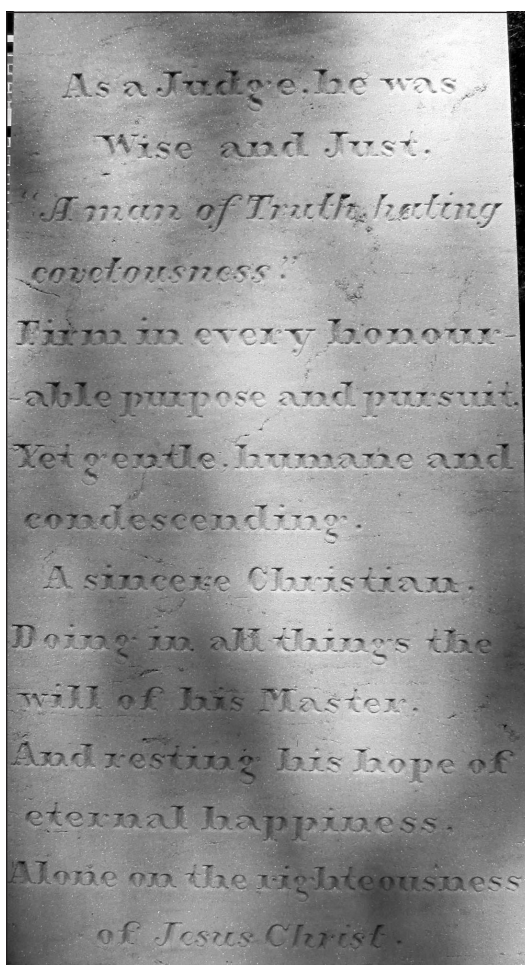 As a Judge. he was
Wise and Just.
"A man of Truth, hating
covetousness."
Firm in every honour-
-able purpose and pursuit.
Yet gentle. humane and
condescending.
A sincere Christian.
Doing in all things the
will of his Master.
And resting his hope of
eternal happiness.
Alone on the righteousness
of Jesus Christ.